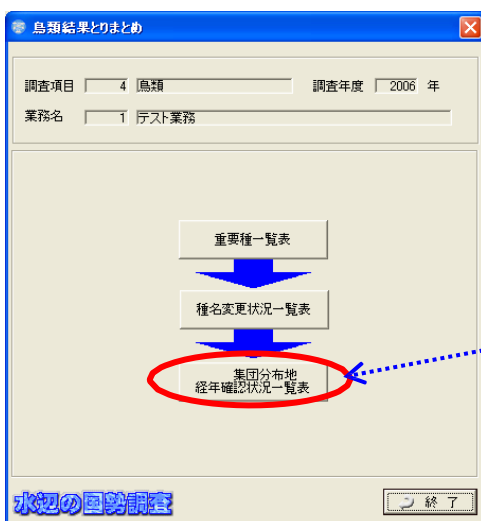 鳥類結果とりまとめ
調査項目 4 鳥類 調査年度 2006 年
業務名 1 テスト業務
重要種一覧表
種名変更状況一覧表
集団分布地
経年確認状況一覧表
水辺の国勢調査
終了